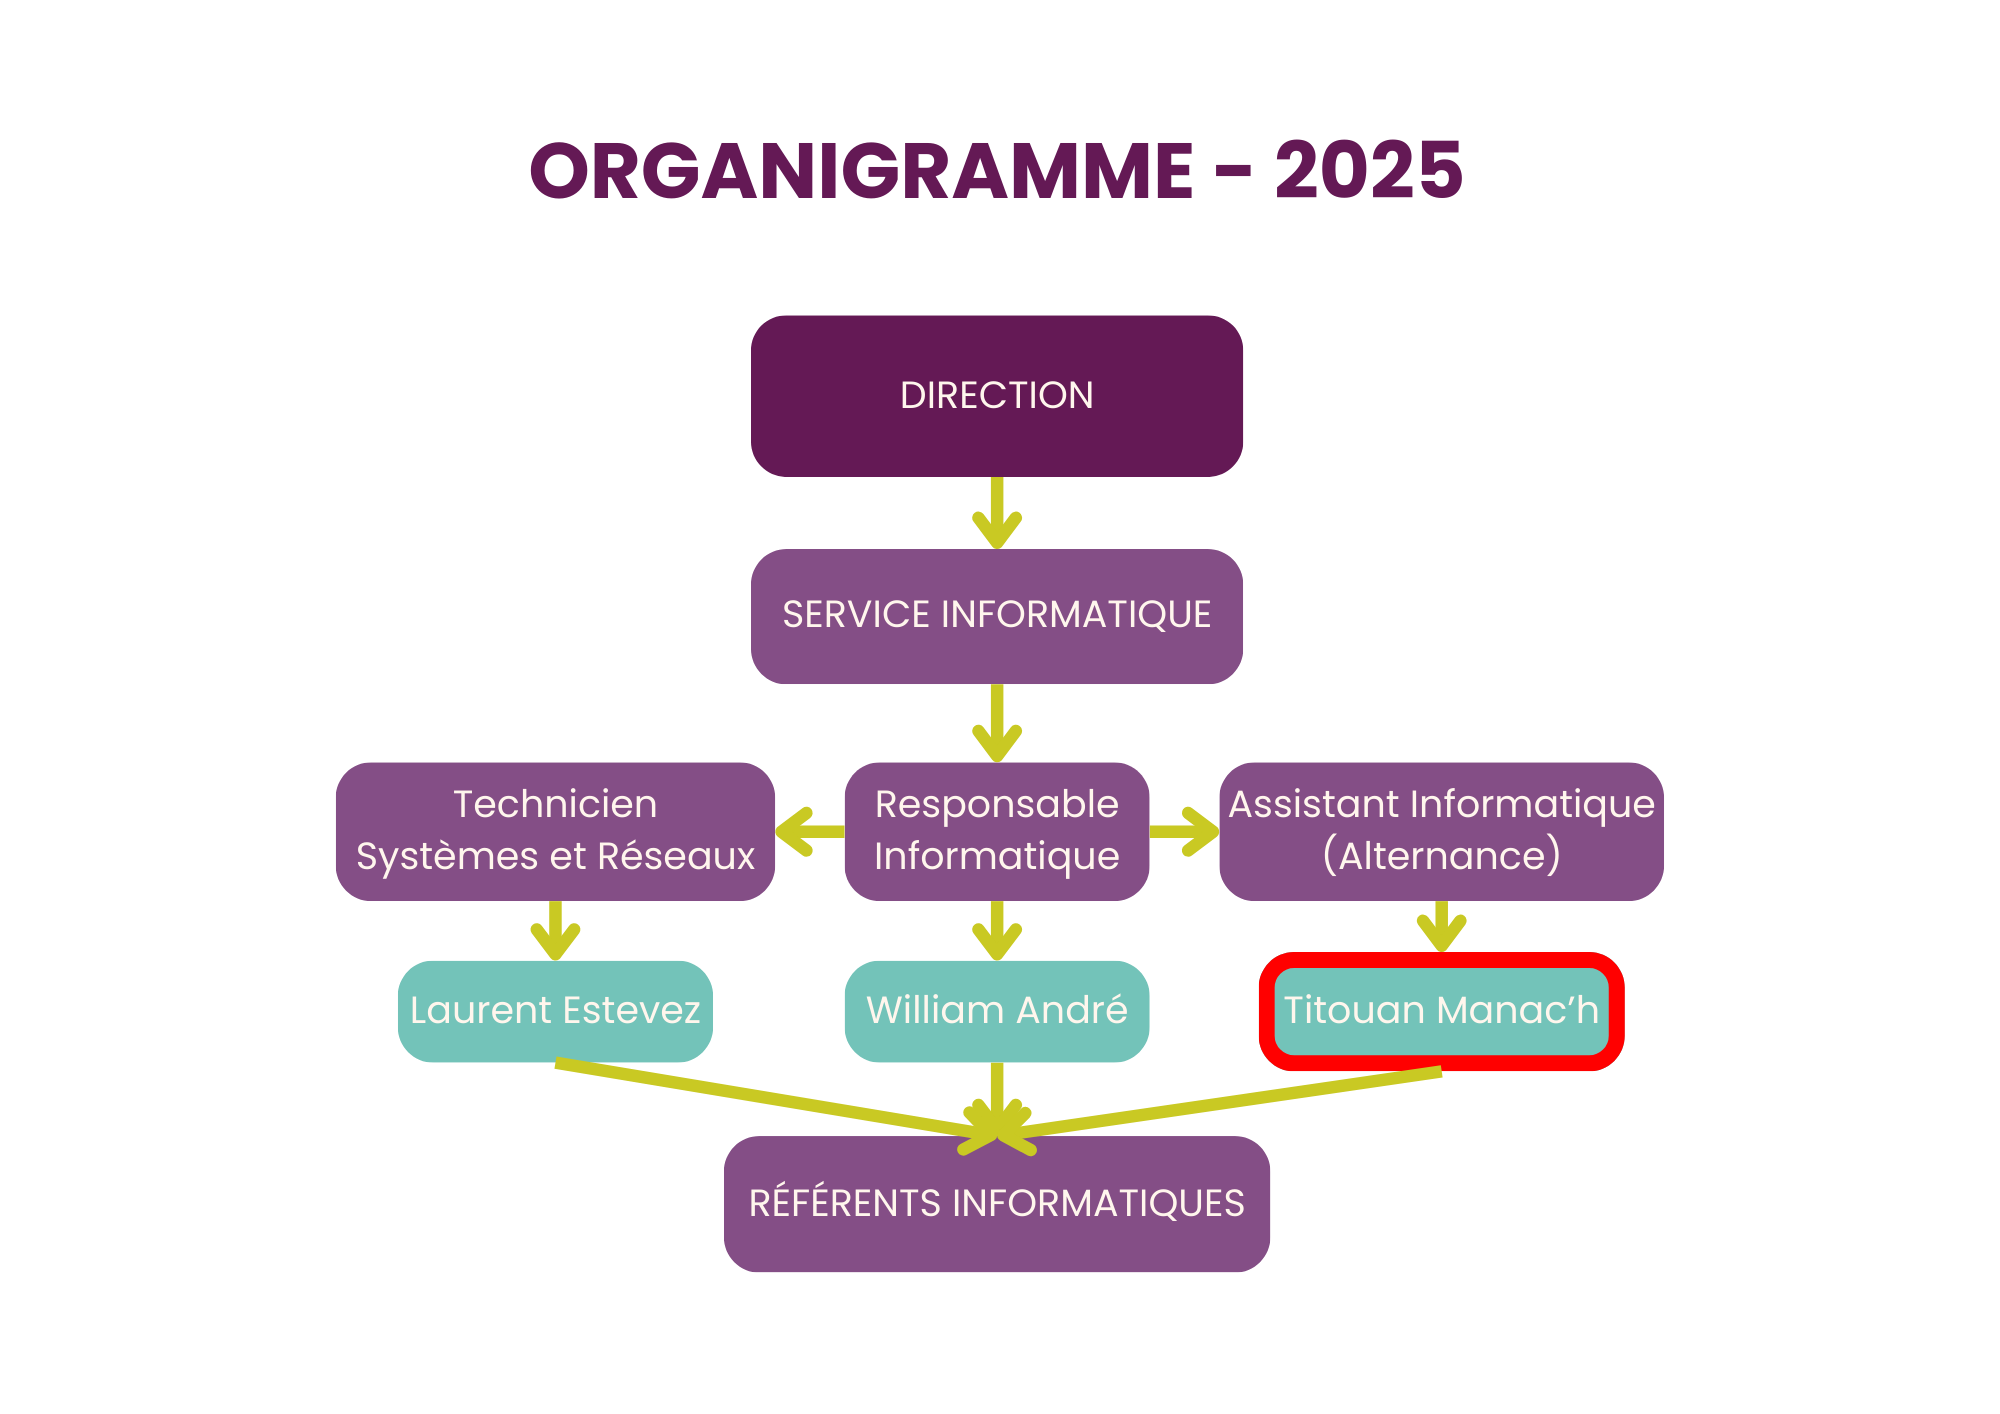 ORGANIGRAMME - 2025
DIRECTION
SERVICE INFORMATIQUE
Technicien
Systèmes et Réseaux
Responsable
Informatique
Assistant Informatique
(Alternance)
Laurent Estevez
William André
Titouan Manac’h
RÉFÉRENTS INFORMATIQUES